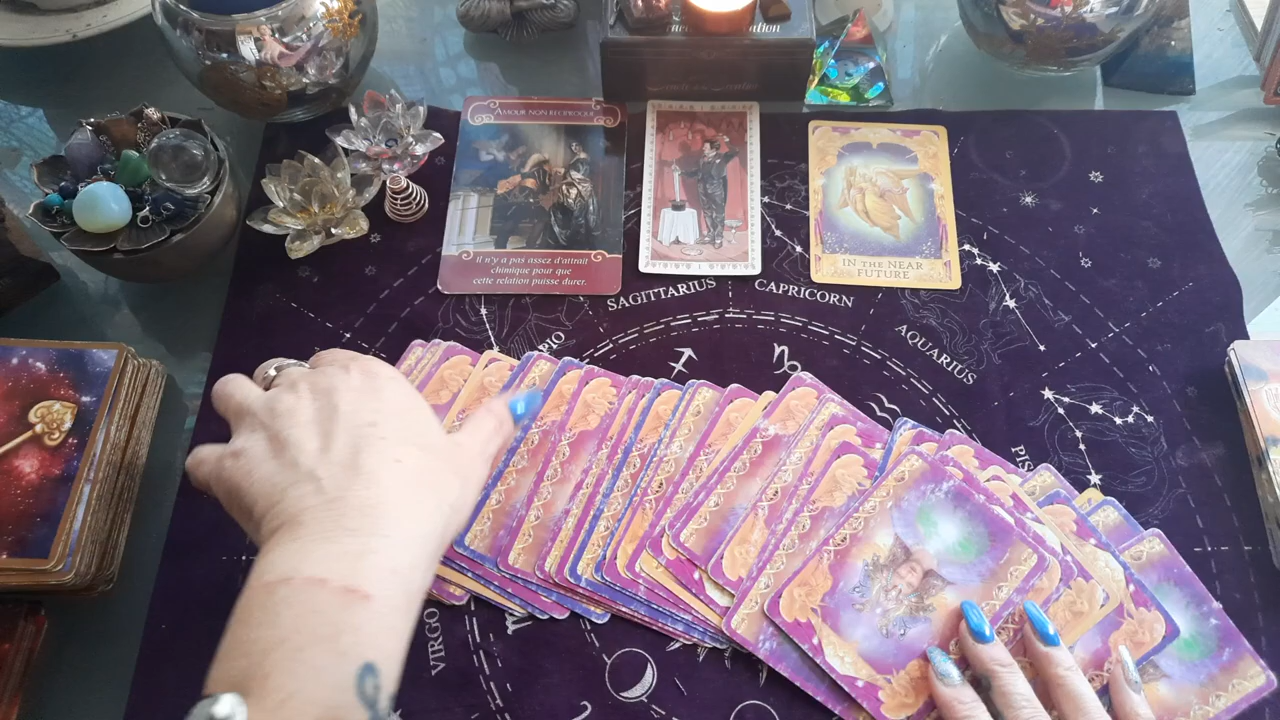 AMOUR NON RÉCIPROQUE
Il n'y a pas assez d'attrait
chimique pour que
cette relation puisse durer.
IN THE NEAR
FUTURE
SAGITTARIUS
CAPRICORN
AQUARIUS
VIRGO